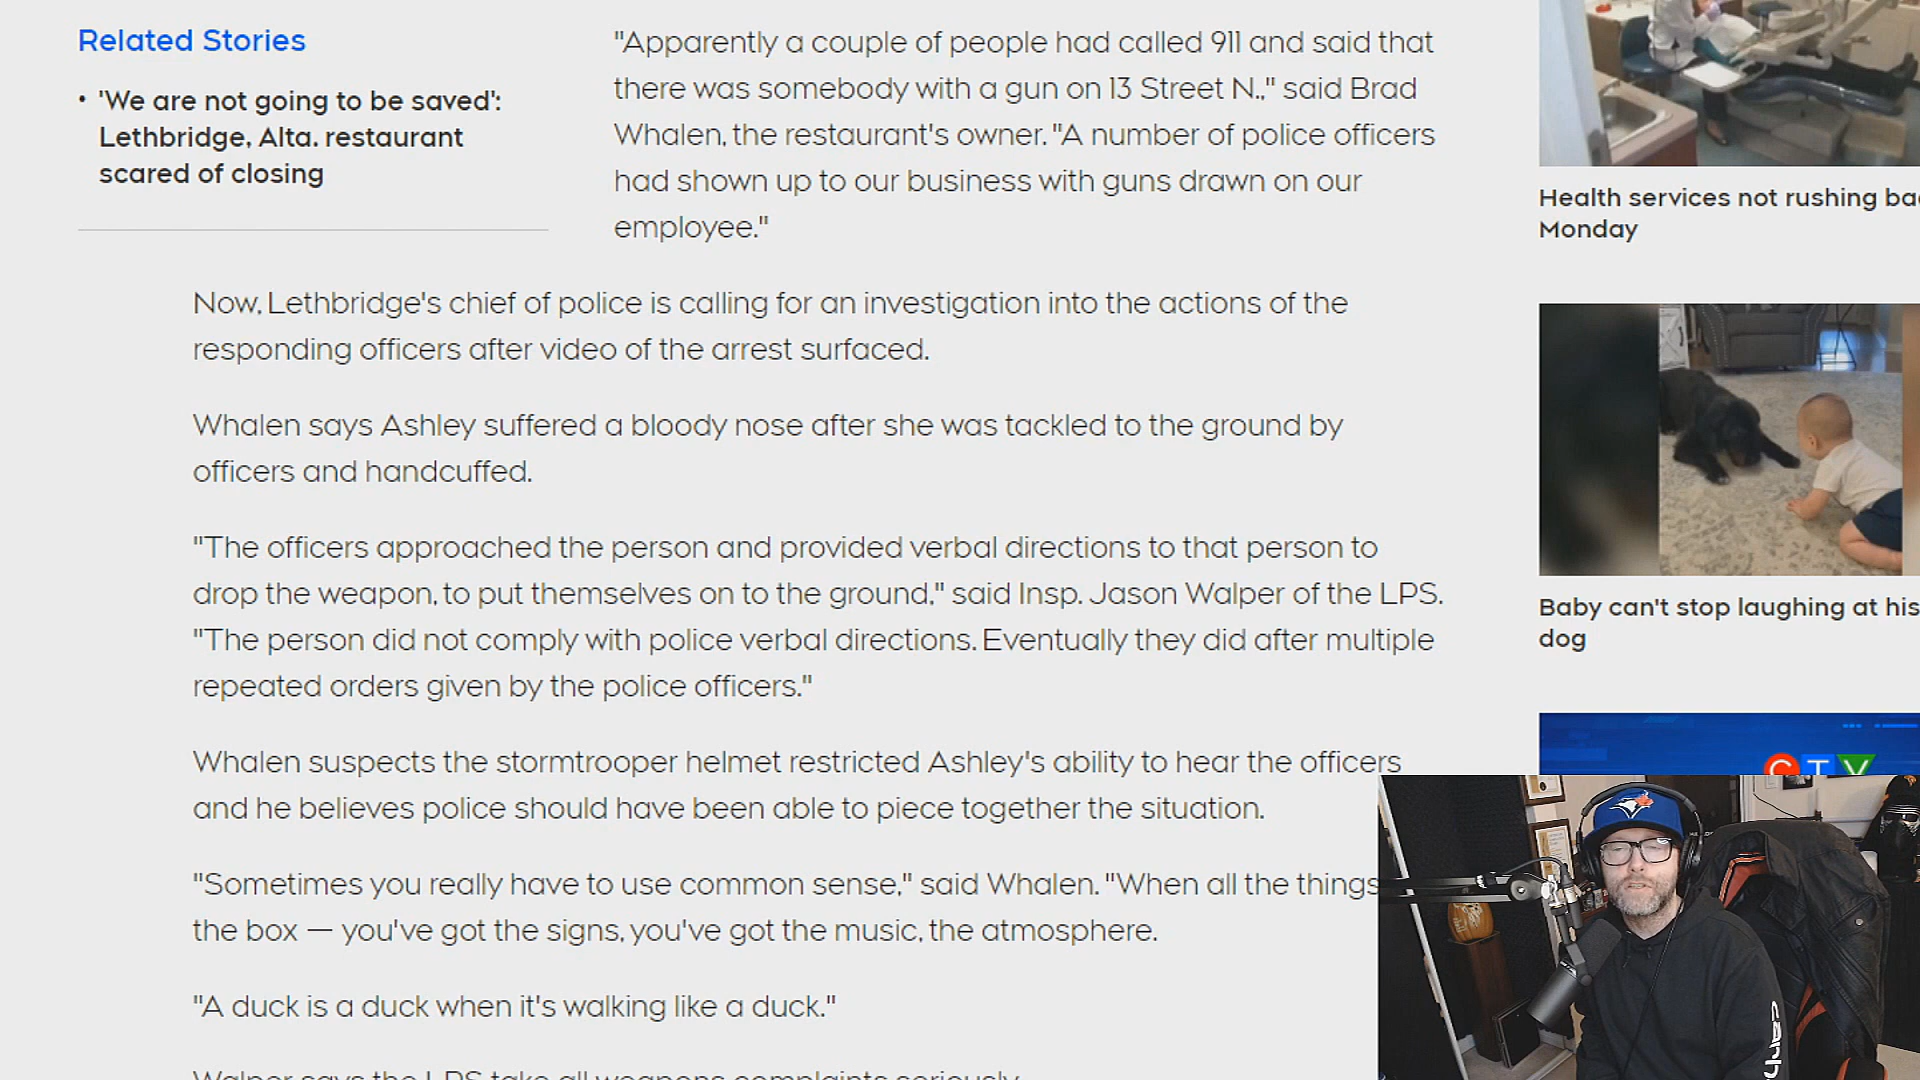 Related Stories
• 'We are not going to be saved':
Lethbridge, Alta. restaurant
scared of closing
"Apparently a couple of people had called 911 and said that
there was somebody with a gun on 13 Street N.," said Brad
Whalen, the restaurant's owner. "A number of police officers
had shown up to our business with guns drawn on our
employee."
Now, Lethbridge's chief of police is calling for an investigation into the actions of the
responding officers after video of the arrest surfaced.
Whalen says Ashley suffered a bloody nose after she was tackled to the ground by
officers and handcuffed.
"The officers approached the person and provided verbal directions to that person to
drop the weapon, to put themselves on to the ground," said Insp. Jason Walper of the LPS.
"The person did not comply with police verbal directions. Eventually they did after multiple
repeated orders given by the police officers."
Whalen suspects the stormtrooper helmet restricted Ashley's ability to hear the officers
and he believes police should have been able to piece together the situation.
"Sometimes you really have to use common sense," said Whalen. "When all the things
the box — you've got the signs, you've got the music, the atmosphere.
"A duck is a duck when it's walking like a duck."
Walper says the LPS take all weapons complaints seriously
Health services not rushing
Monday
Baby can't stop laughing at his
dog
CTV